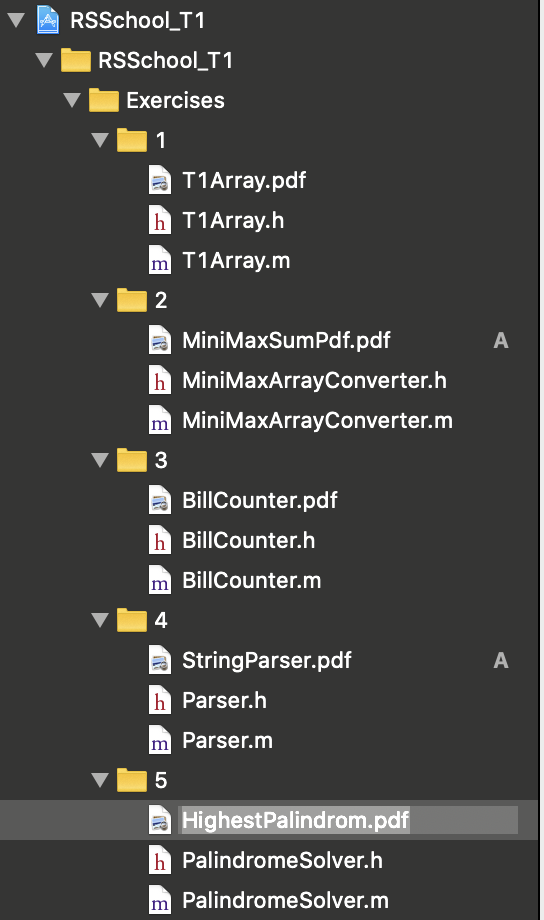 RSSchool_T1
RSSchool_T1
Exercises
1
T1Array.pdf
h T1Array.h
m T1Array.m
2
MiniMaxSumPdf.pdf A
h MiniMaxArrayConverter.h
m MiniMaxArrayConverter.m
3
BillCounter.pdf
h BillCounter.h
m BillCounter.m
4
StringParser.pdf A
h Parser.h
m Parser.m
5
HighestPalindrom.pdf
h PalindromeSolver.h
m PalindromeSolver.m